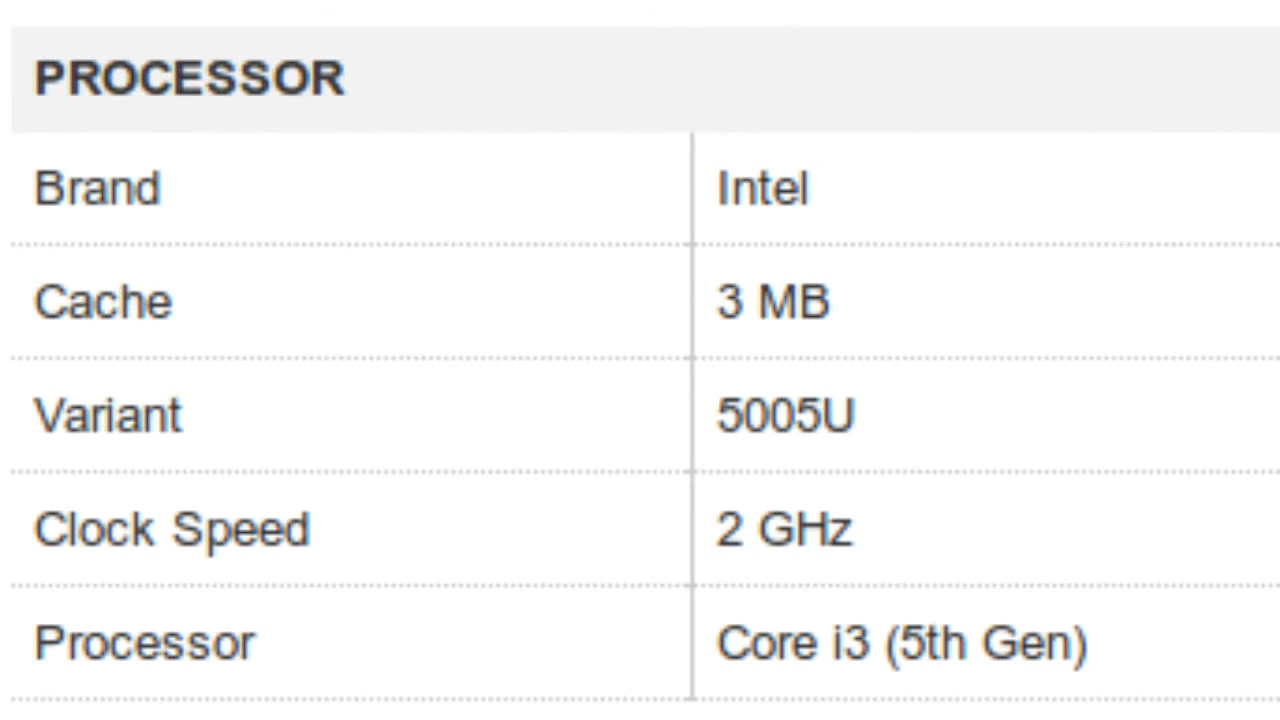 PROCESSOR
Brand Intel
Cache 3 MB
Variant 5005U
Clock Speed 2 GHz
Processor Core i3 (5th Gen)